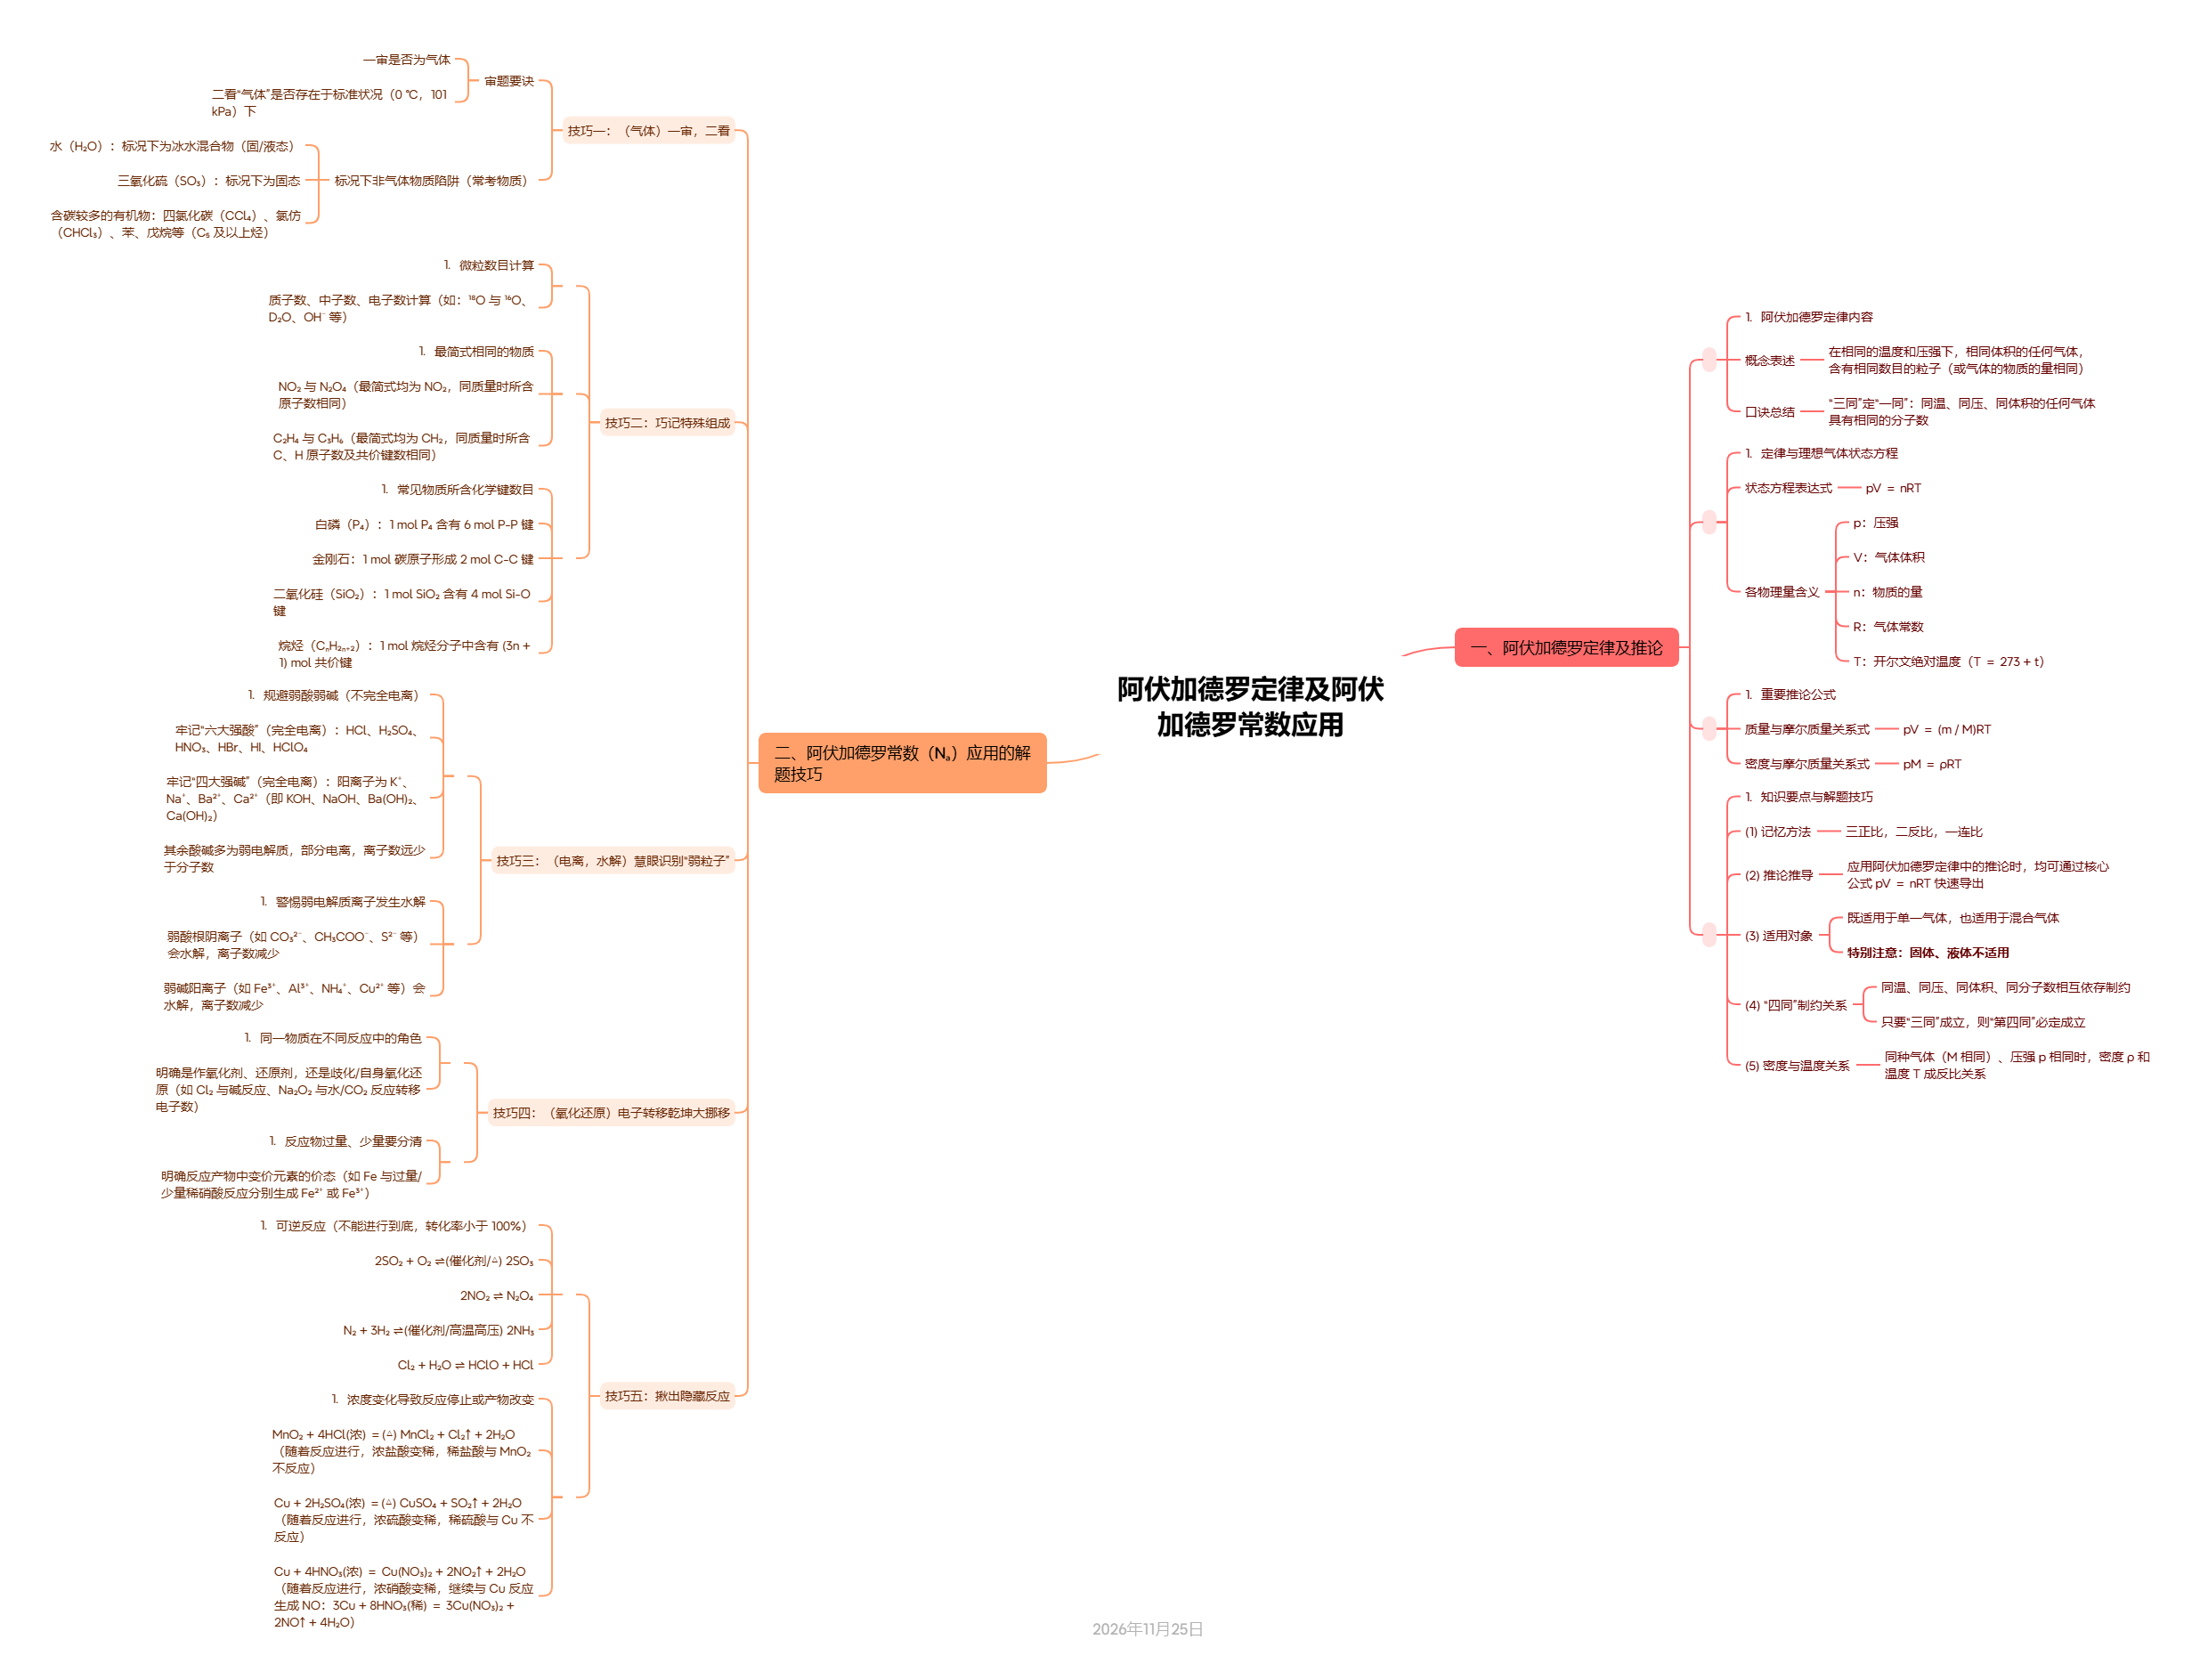 阿伏加德罗定律及阿伏
加德罗常数应用
一、阿伏加德罗定律及推论
1. 阿伏加德罗定律内容
概念表述
在相同的温度和压强下，相同体积的任何气体，
含有相同数目的粒子（或气体的物质的量相同）
口诀总结
“三同”定“一同”：同温、同压、同体积的任何气体
具有相同的分子数
1. 定律与理想气体状态方程
状态方程表达式
pV = nRT
各物理量含义
p：压强
V：气体体积
n：物质的量
R：气体常数
T：开尔文绝对温度（T = 273 + t）
1. 重要推论公式
质量与摩尔质量关系式
pV = (m / M)RT
密度与摩尔质量关系式
pM = ρRT
1. 知识要点与解题技巧
(1) 记忆方法
三正比，二反比，一连比
(2) 推论推导
应用阿伏加德罗定律中的推论时，均可通过核心
公式 pV = nRT 快速导出
(3) 适用对象
既适用于单一气体，也适用于混合气体
特别注意：固体、液体不适用
(4) “四同”制约关系
同温、同压、同体积、同分子数相互依存制约
只要“三同”成立，则“第四同”必定成立
(5) 密度与温度关系
同种气体（M 相同）、压强 p 相同时，密度 ρ 和
温度 T 成反比关系
二、阿伏加德罗常数（Nₐ）应用的解
题技巧
技巧一：（气体）一审，二看
审题要诀
一审是否为气体
二看“气体”是否存在于标准状况（0 ℃，101
kPa）下
标况下非气体物质陷阱（常考物质）
水（H₂O）：标况下为冰水混合物（固/液态）
三氧化硫（SO₃）：标况下为固态
含碳较多的有机物：四氯化碳（CCl₄）、氯仿
（CHCl₃）、苯、戊烷等（C₅ 及以上烃）
技巧二：巧记特殊组成
1. 微粒数目计算
质子数、中子数、电子数计算（如：¹⁸O 与 ¹⁶O、
D₂O、OH⁻ 等）
1. 最简式相同的物质
NO₂ 与 N₂O₄（最简式均为 NO₂，同质量时所含
原子数相同）
C₂H₄ 与 C₃H₆（最简式均为 CH₂，同质量时所含
C、H 原子数及共价键数相同）
1. 常见物质所含化学键数目
白磷（P₄）：1 mol P₄ 含有 6 mol P-P 键
金刚石：1 mol 碳原子形成 2 mol C-C 键
二氧化硅（SiO₂）：1 mol SiO₂ 含有 4 mol Si-O
键
烷烃（CₙH₂ₙ₊₂）：1 mol 烷烃分子中含有 (3n +
1) mol 共价键
技巧三：（电离，水解）慧眼识别“弱粒子”
1. 规避弱酸弱碱（不完全电离）
牢记“六大强酸”（完全电离）：HCl、H₂SO₄、
HNO₃、HBr、HI、HClO₄
牢记“四大强碱”（完全电离）：阳离子为 K⁺、
Na⁺、Ba²⁺、Ca²⁺（即 KOH、NaOH、Ba(OH)₂、
Ca(OH)₂）
其余酸碱多为弱电解质，部分电离，离子数远少
于分子数
1. 警惕弱电解质离子发生水解
弱酸根阴离子（如 CO₃²⁻、CH₃COO⁻、S²⁻ 等）
会水解，离子数减少
弱碱阳离子（如 Fe³⁺、Al³⁺、NH₄⁺、Cu²⁺ 等）会
水解，离子数减少
技巧四：（氧化还原）电子转移乾坤大挪移
1. 同一物质在不同反应中的角色
明确是作氧化剂、还原剂，还是歧化/自身氧化还
原（如 Cl₂ 与碱反应、Na₂O₂ 与水/CO₂ 反应转移
电子数）
1. 反应物过量、少量要分清
明确反应产物中变价元素的价态（如 Fe 与过量/
少量稀硝酸反应分别生成 Fe²⁺ 或 Fe³⁺）
技巧五：揪出隐藏反应
1. 可逆反应（不能进行到底，转化率小于 100%）
2SO₂ + O₂ ⇌(催化剂/△) 2SO₃
2NO₂ ⇌ N₂O₄
N₂ + 3H₂ ⇌(催化剂/高温高压) 2NH₃
Cl₂ + H₂O ⇌ HClO + HCl
1. 浓度变化导致反应停止或产物改变
MnO₂ + 4HCl(浓) = (△) MnCl₂ + Cl₂↑ + 2H₂O
（随着反应进行，浓盐酸变稀，稀盐酸与 MnO₂
不反应）
Cu + 2H₂SO₄(浓) = (△) CuSO₄ + SO₂↑ + 2H₂O
（随着反应进行，浓硫酸变稀，稀硫酸与 Cu 不
反应）
Cu + 4HNO₃(浓) = Cu(NO₃)₂ + 2NO₂↑ + 2H₂O
（随着反应进行，浓硝酸变稀，继续与 Cu 反应
生成 NO：3Cu + 8HNO₃(稀) = 3Cu(NO₃)₂ +
2NO↑ + 4H₂O）
2026年11月25日